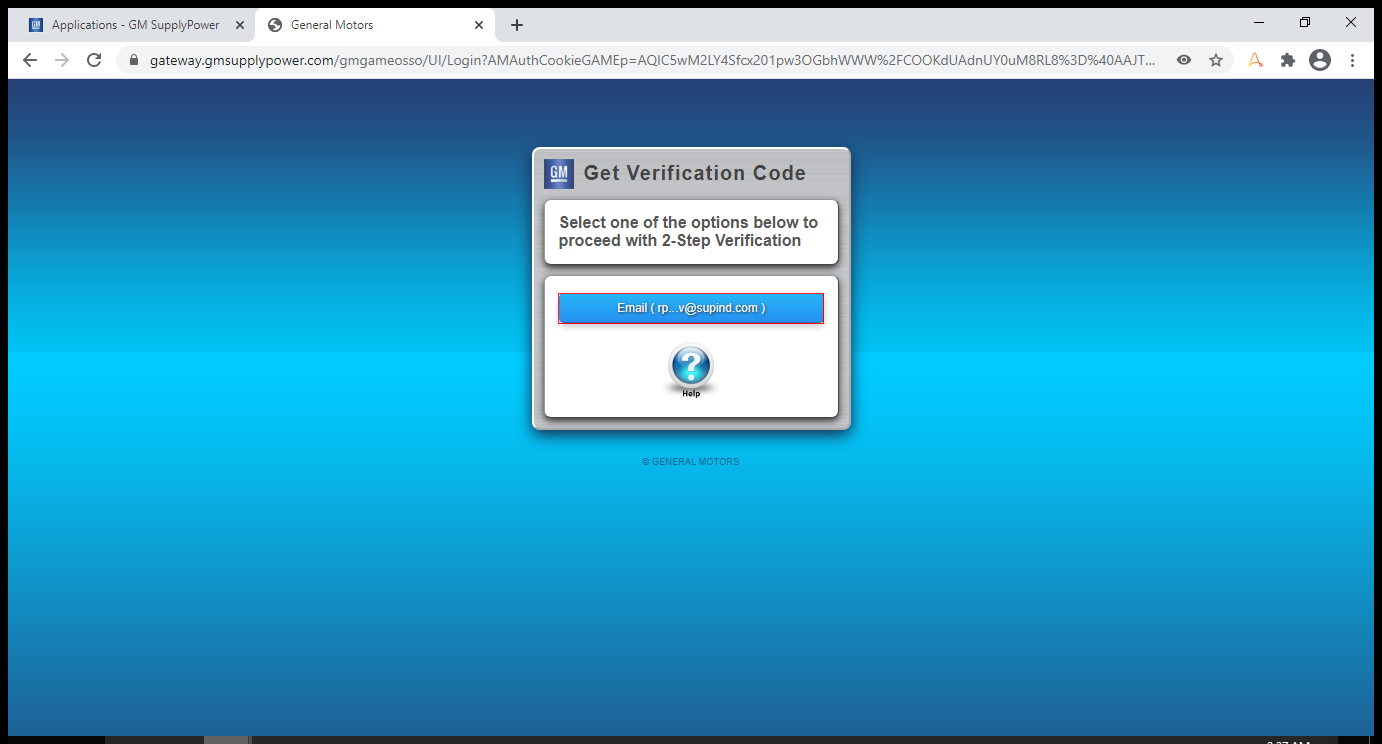 Applications - GM SupplyPower
General Motors
gateway.gmsupplypower.com/gmgameosso/UI/Login?AMAuthCookieGAMEp=AQIC5wM2LY4Sfcx201pw3OGbhWWW%2FCOOKdUAdnUY0uM8RL8%3D%40AAJT...
GM
Get Verification Code
Select one of the options below to
proceed with 2-Step Verification
Email ( rp...v@supind.com )
?
Help
© GENERAL MOTORS